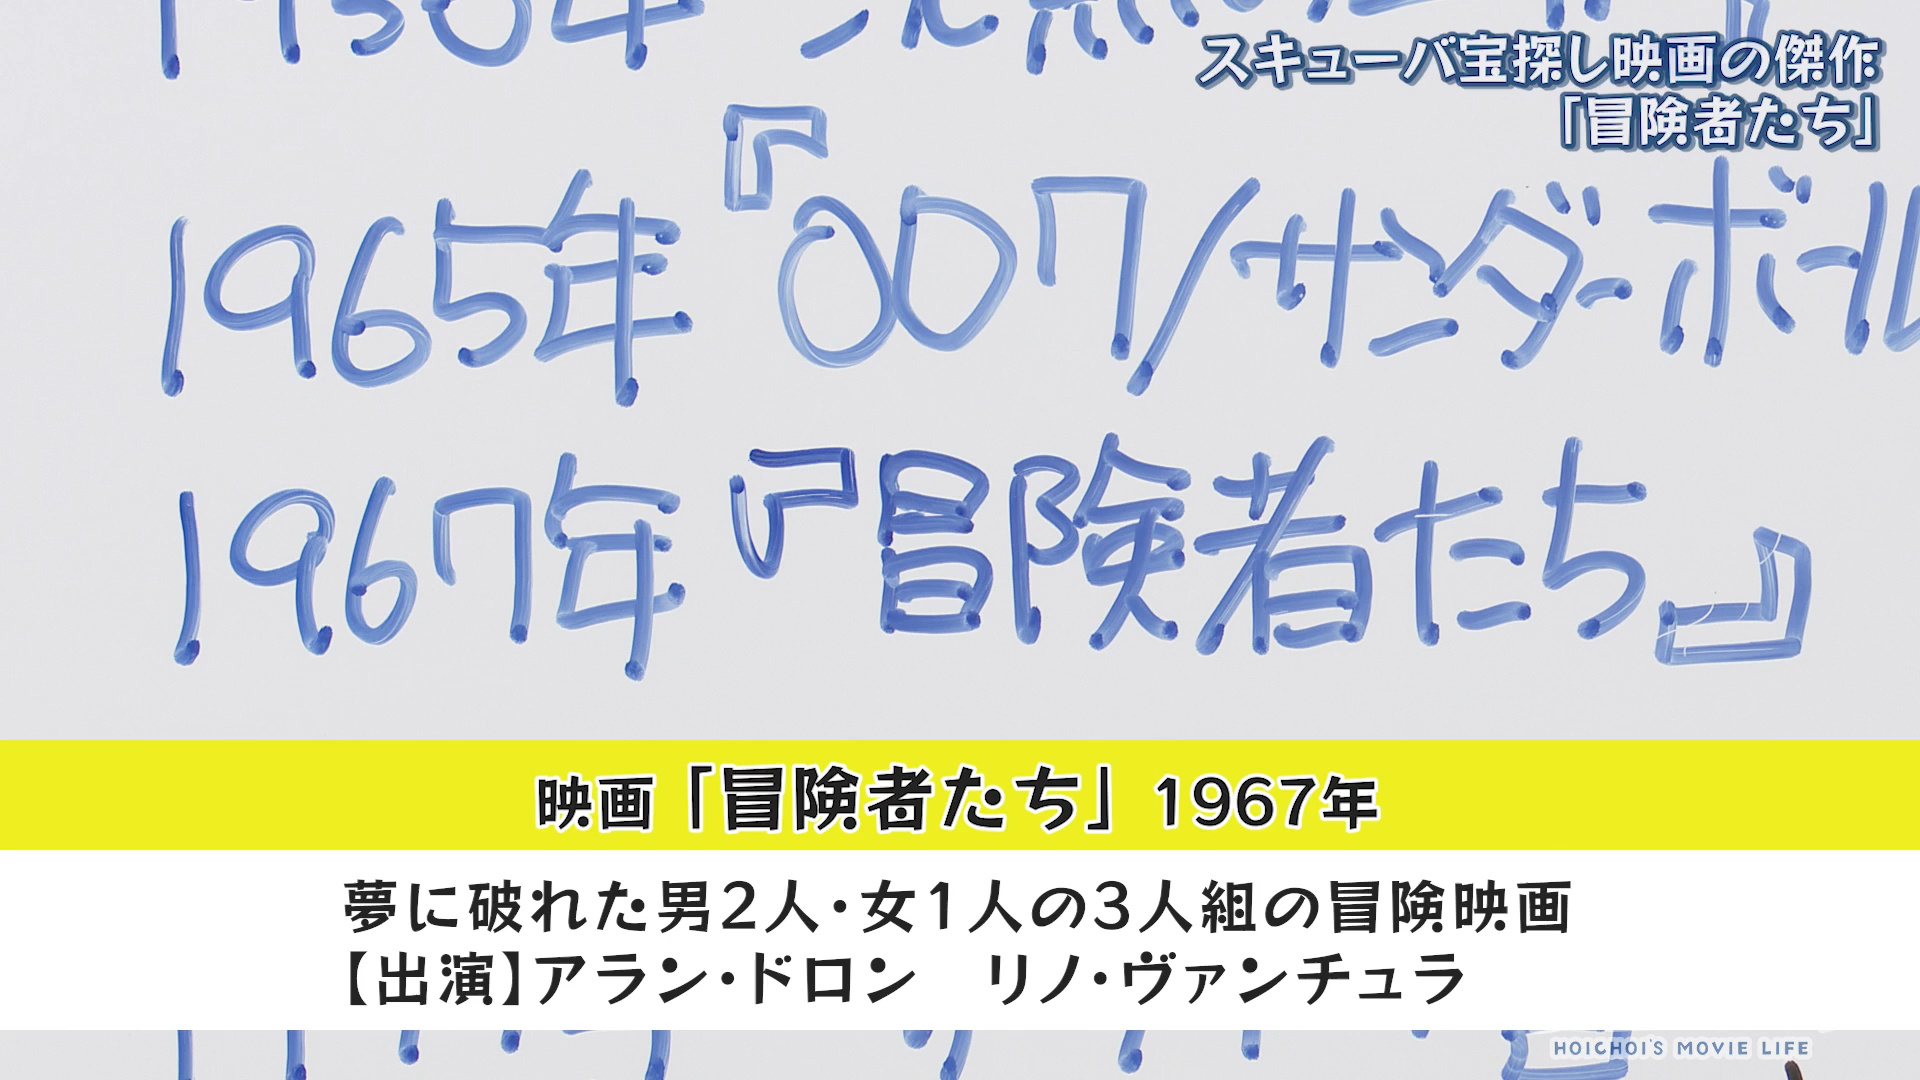 スキューバ宝探し映画の傑作
「冒険者たち」
1965年『007/サンダーボール
1967年『冒険者たち』
映画「冒険者たち」1967年
夢に破れた男2人・女1人の3人組の冒険映画
【出演】アラン・ドロン　リノ・ヴァンチュラ
HOICHOI'S MOVIE LIFE